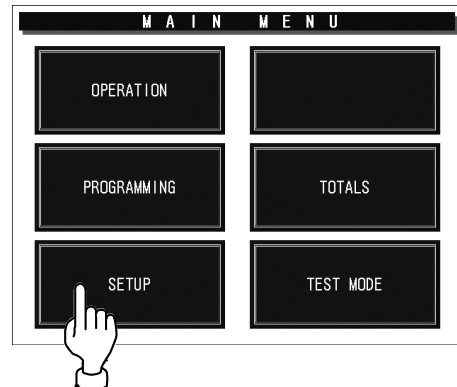 MAIN MENU
OPERATION
PROGRAMMING TOTALS
SETUP TEST MODE